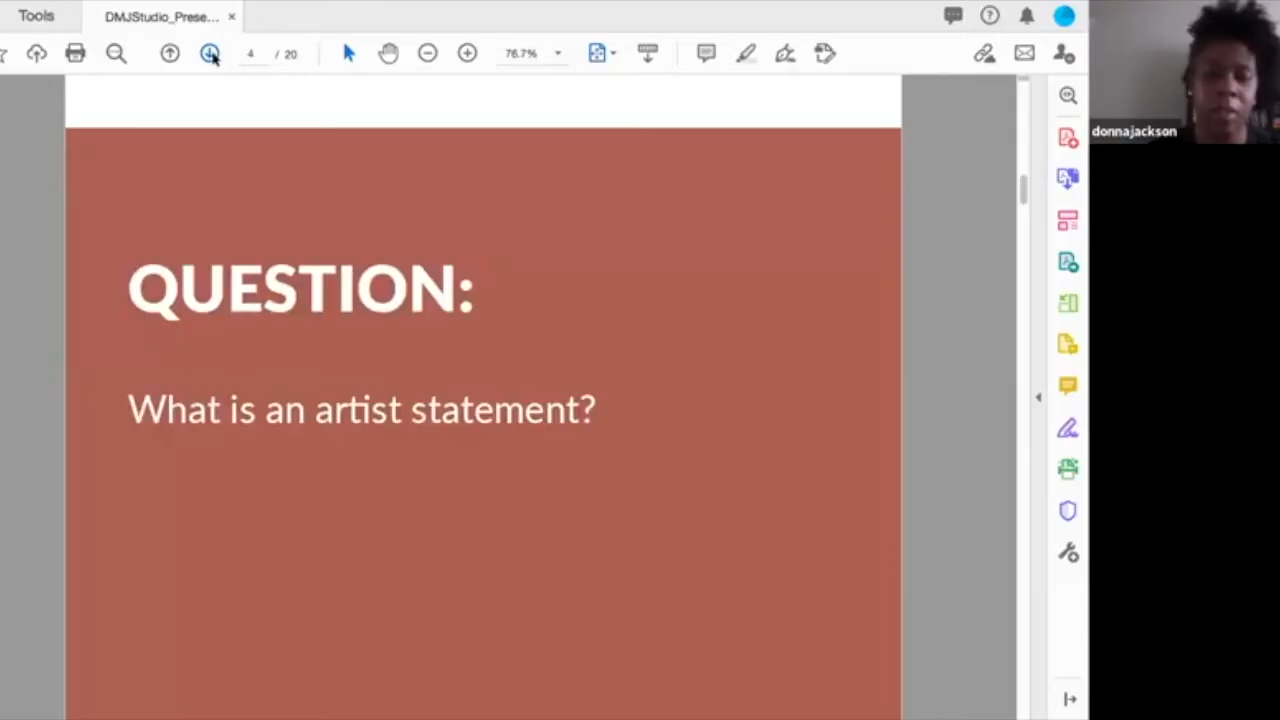 Tools
DMJStudio_Prese... ×
4 / 20
76.7%
donnajackson
QUESTION:
What is an artist statement?